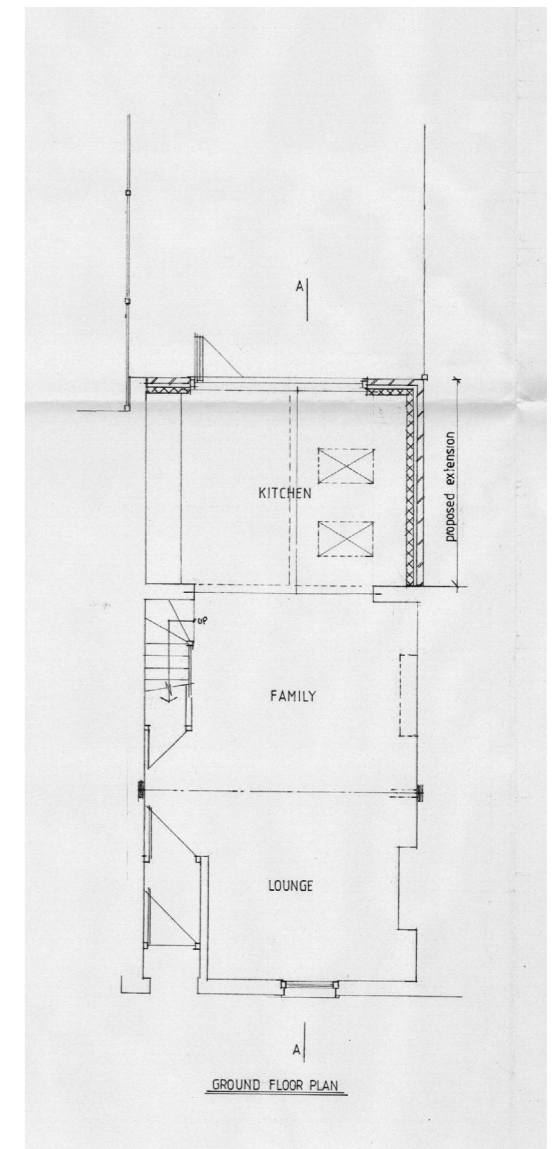 A
KITCHEN
proposed extension
UP
FAMILY
LOUNGE
A
GROUND FLOOR PLAN